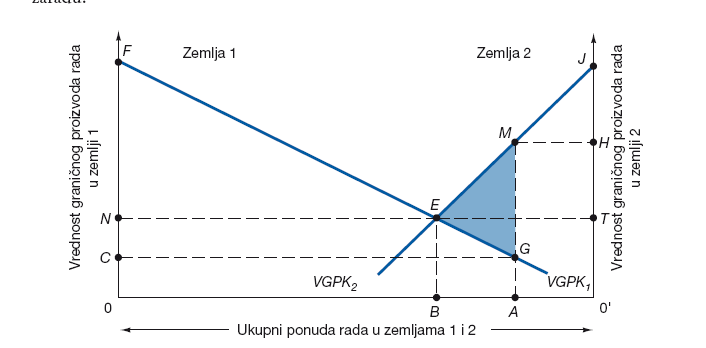 zaradu.
F
Zemlja 1
Zemlja 2
J
Vrednost graničnog proizvoda rada
u zemlji 1
Vrednost graničnog proizvoda rada
u zemlji 2
M
H
E
N
T
G
C
VGPK2
VGPK1
0
B
A
0'
Ukupni ponuda rada u zemljama 1 i 2